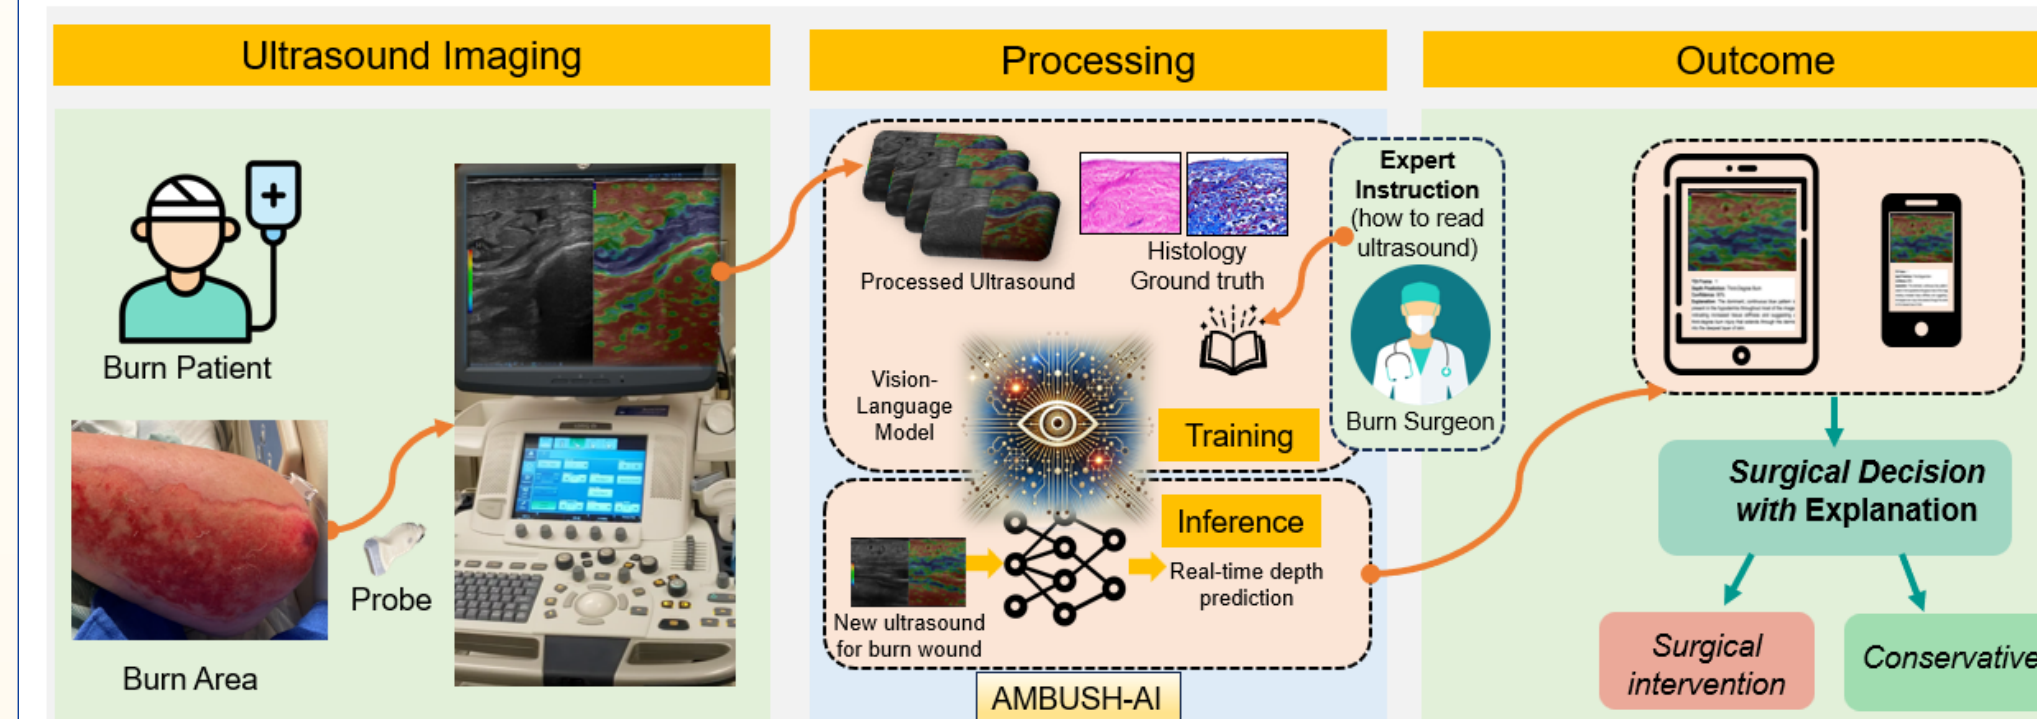 Ultrasound Imaging
Burn Patient
Probe
Burn Area
Processing
Processed Ultrasound
Histology
Ground truth
Expert
Instruction
(how to read
ultrasound)
Burn Surgeon
Vision-
Language
Model
Training
Inference
New ultrasound
for burn wound
Real-time depth
prediction
AMBUSH-AI
Outcome
Surgical Decision
with Explanation
Surgical
intervention
Conservative